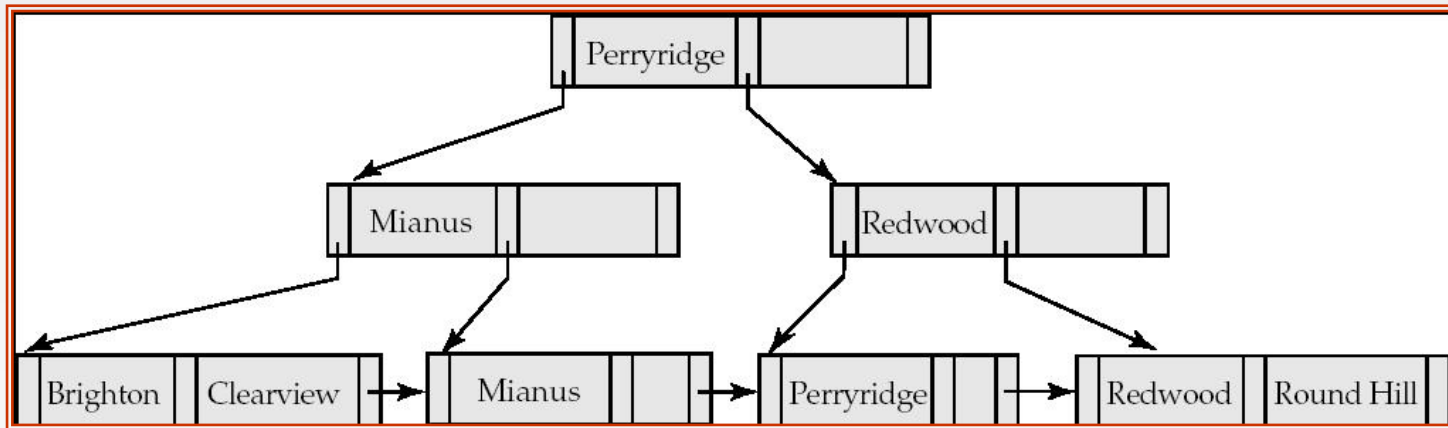 Perryridge
Mianus
Redwood
Brighton
Clearview
Mianus
Perryridge
Redwood
Round Hill